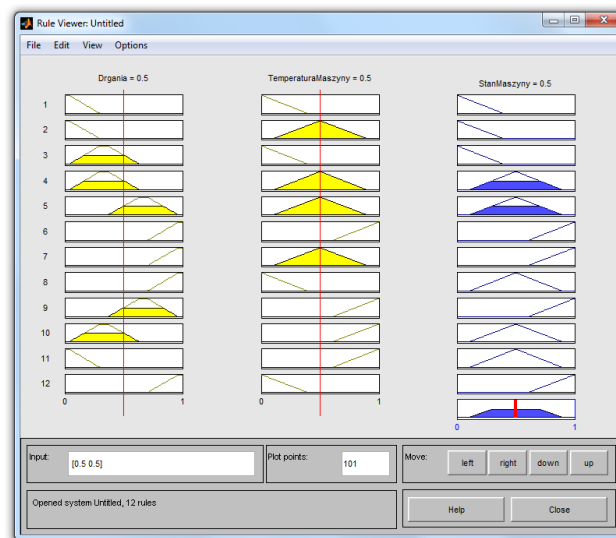 Rule Viewer: Untitled
File Edit View Options
Drgania = 0.5 TemperaturaMaszyny = 0.5 StanMaszyny = 0.5
1
2
3
4
5
6
7
8
9
10
11
12
0 1 0 1
0 1
Input: [0.5 0.5] Plot points: 101 Move: left right down up
Opened system Untitled, 12 rules
Help Close